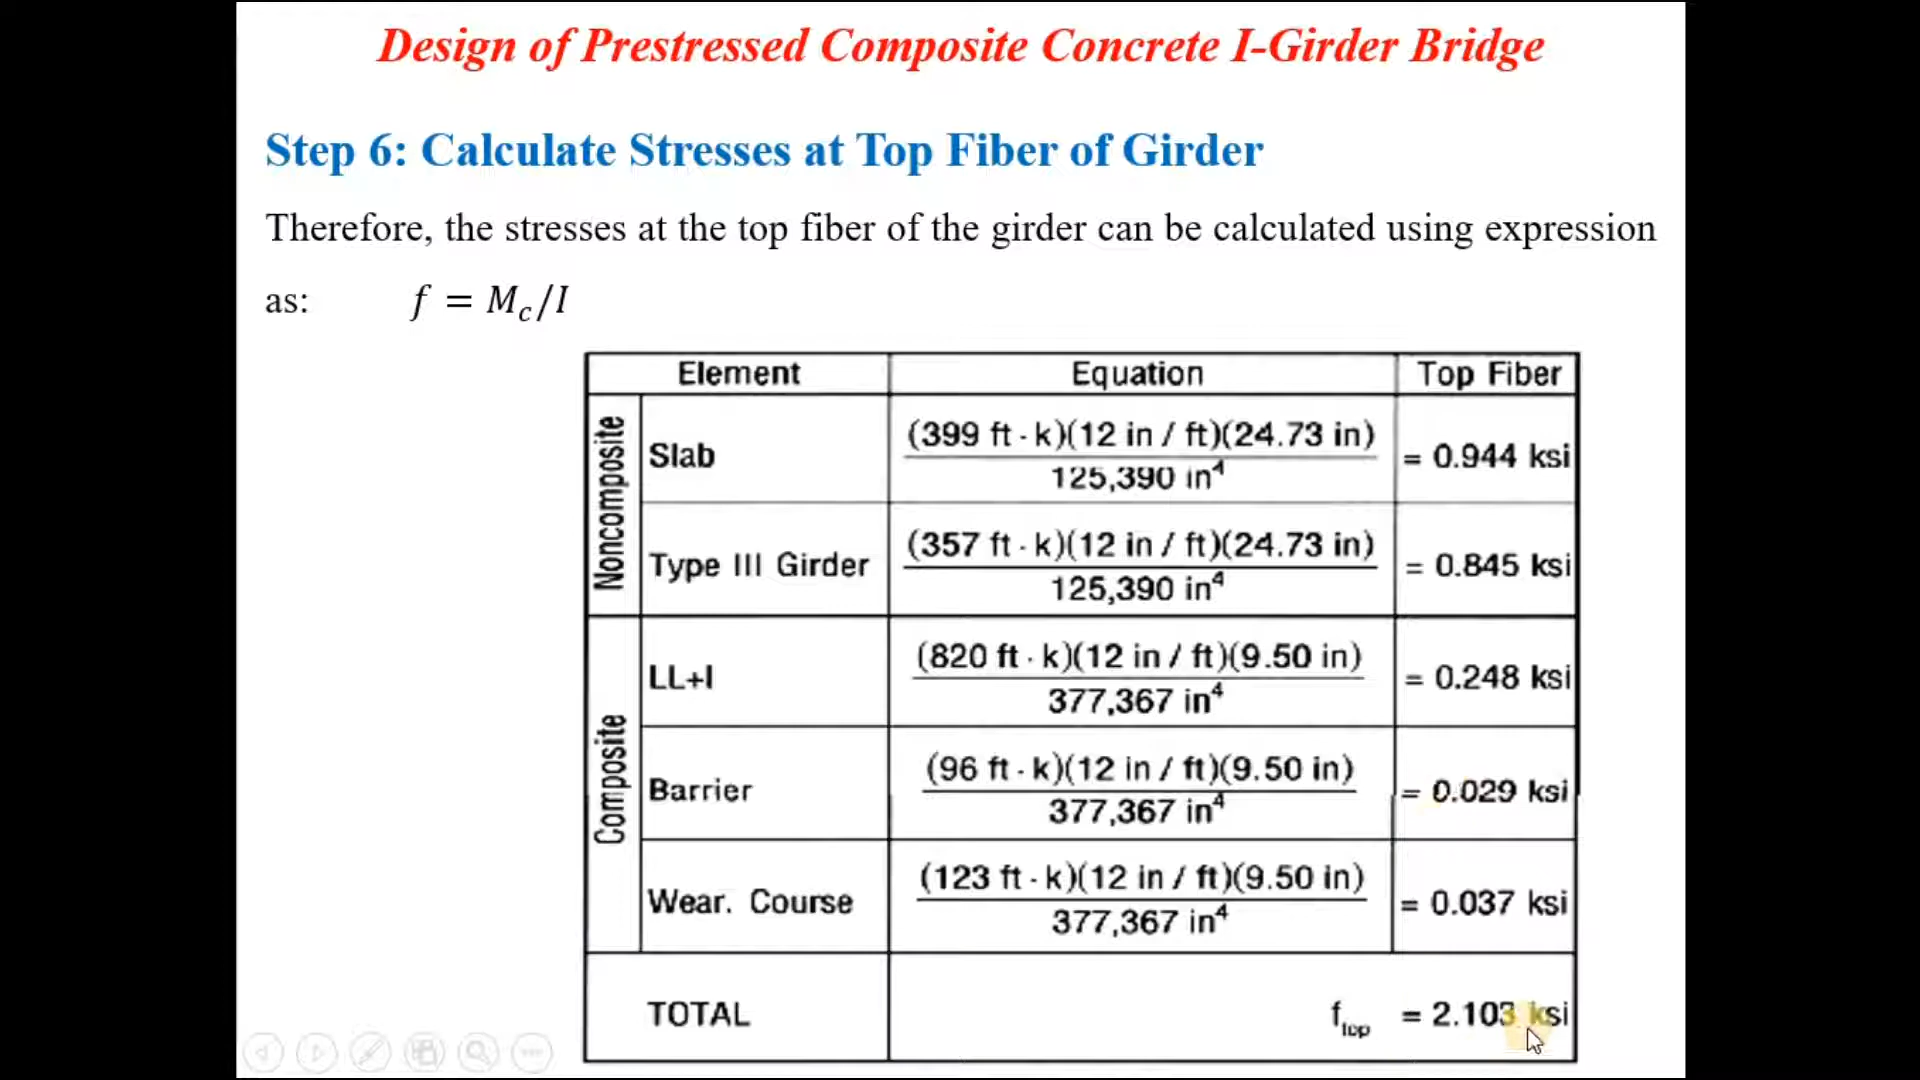 Design of Prestressed Composite Concrete I-Girder Bridge
Step 6: Calculate Stresses at Top Fiber of Girder
Therefore, the stresses at the top fiber of the girder can be calculated using expression
as: f = M_c/I
Element Equation Top Fiber
Noncomposite
Slab (399 ft · k)(12 in / ft)(24.73 in) / 125,390 in⁴ = 0.944 ksi
Type III Girder (357 ft · k)(12 in / ft)(24.73 in) / 125,390 in⁴ = 0.845 ksi
Composite
LL+I (820 ft · k)(12 in / ft)(9.50 in) / 377,367 in⁴ = 0.248 ksi
Barrier (96 ft · k)(12 in / ft)(9.50 in) / 377,367 in⁴ = 0.029 ksi
Wear. Course (123 ft · k)(12 in / ft)(9.50 in) / 377,367 in⁴ = 0.037 ksi
TOTAL f_top = 2.103 ksi